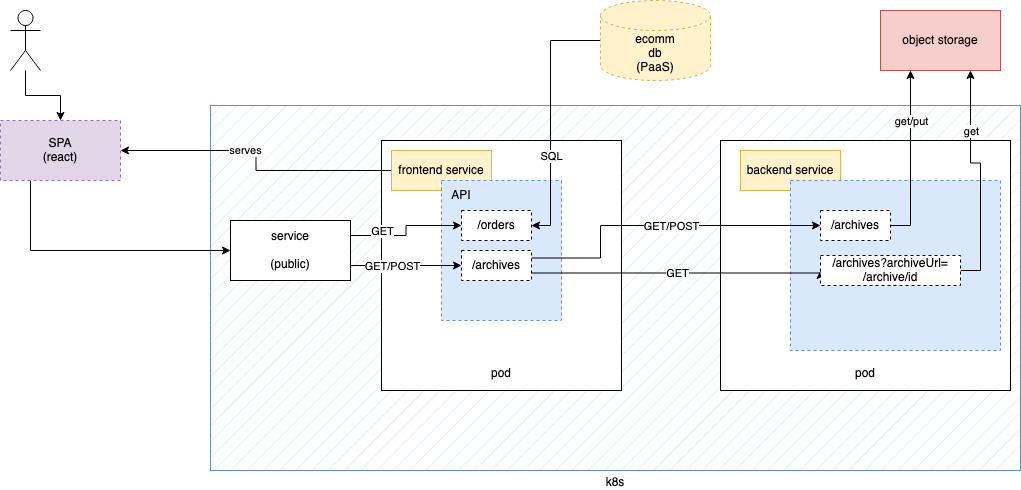 ecomm
db
(PaaS)
object storage
SPA
(react)
get/put
get
serves
SQL
frontend service
backend service
API
service
(public)
GET
/orders
GET/POST
/archives
GET/POST
/archives
GET
/archives?archiveUrl=
/archive/id
pod
pod
k8s